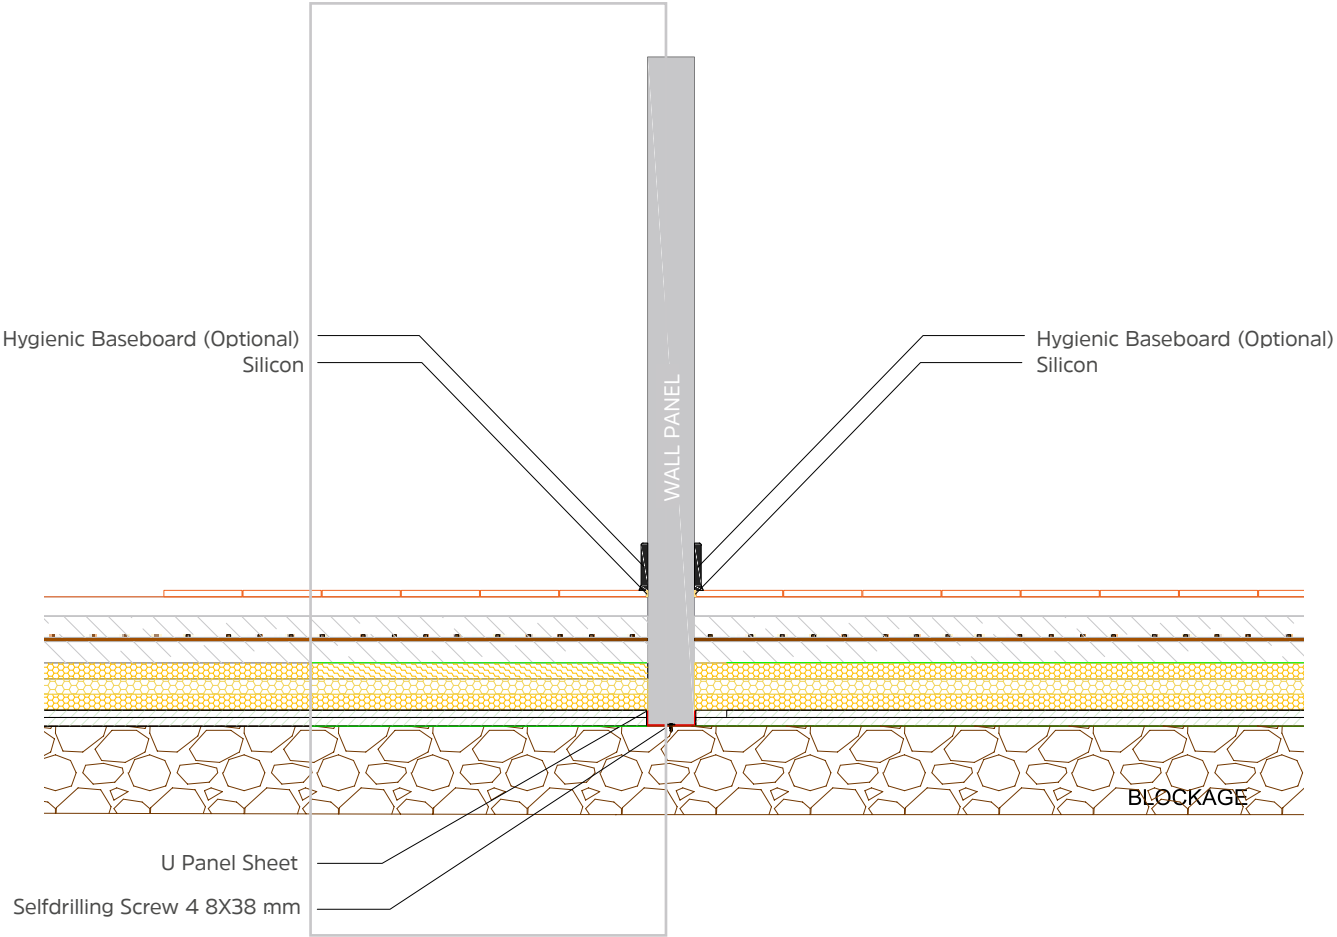 Hygienic Baseboard (Optional)
Silicon
Hygienic Baseboard (Optional)
Silicon
WALL PANEL
BLOCKAGE
U Panel Sheet
Selfdrilling Screw 4 8X38 mm